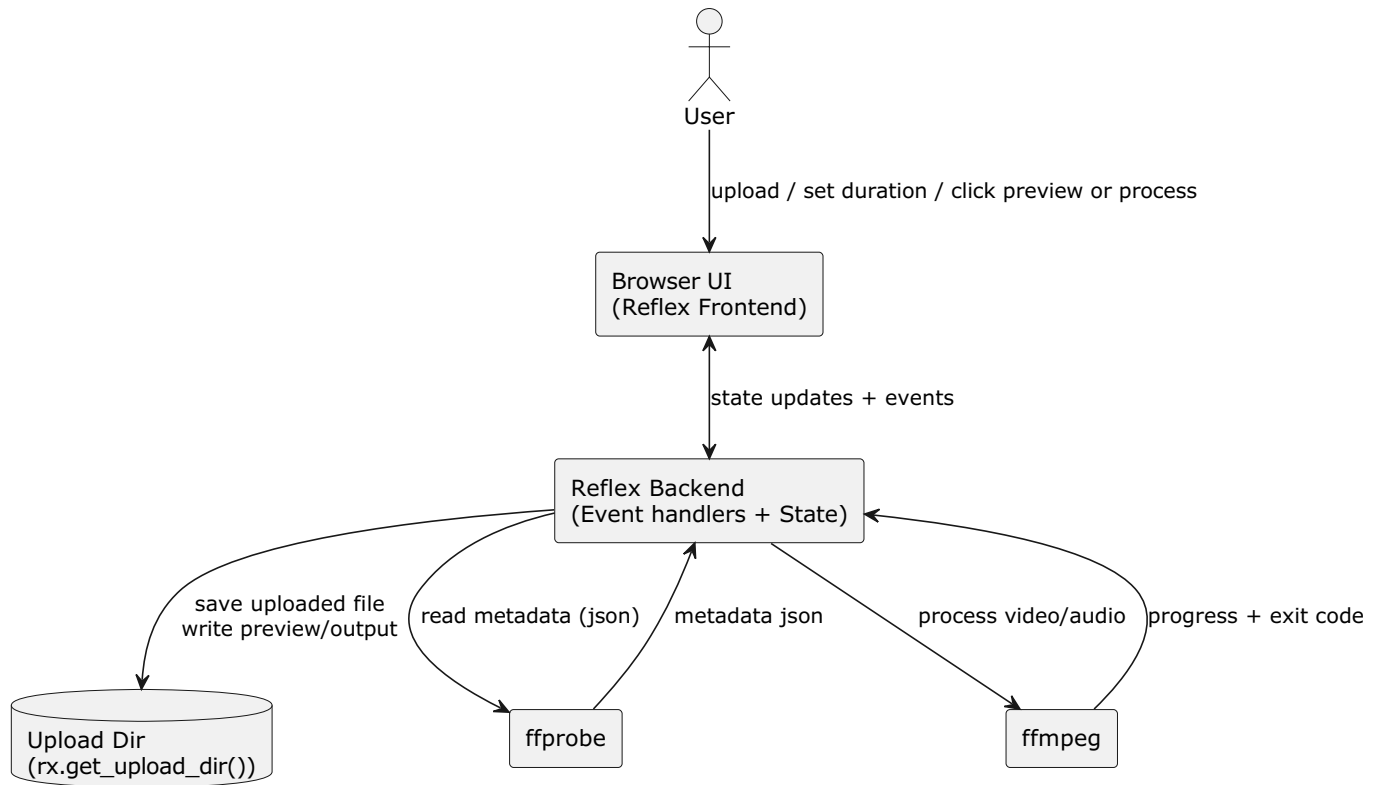 User
upload / set duration / click preview or process
Browser UI
(Reflex Frontend)
state updates + events
Reflex Backend
(Event handlers + State)
save uploaded file
write preview/output
read metadata (json)
metadata json
process video/audio
progress + exit code
Upload Dir
(rx.get_upload_dir())
ffprobe
ffmpeg